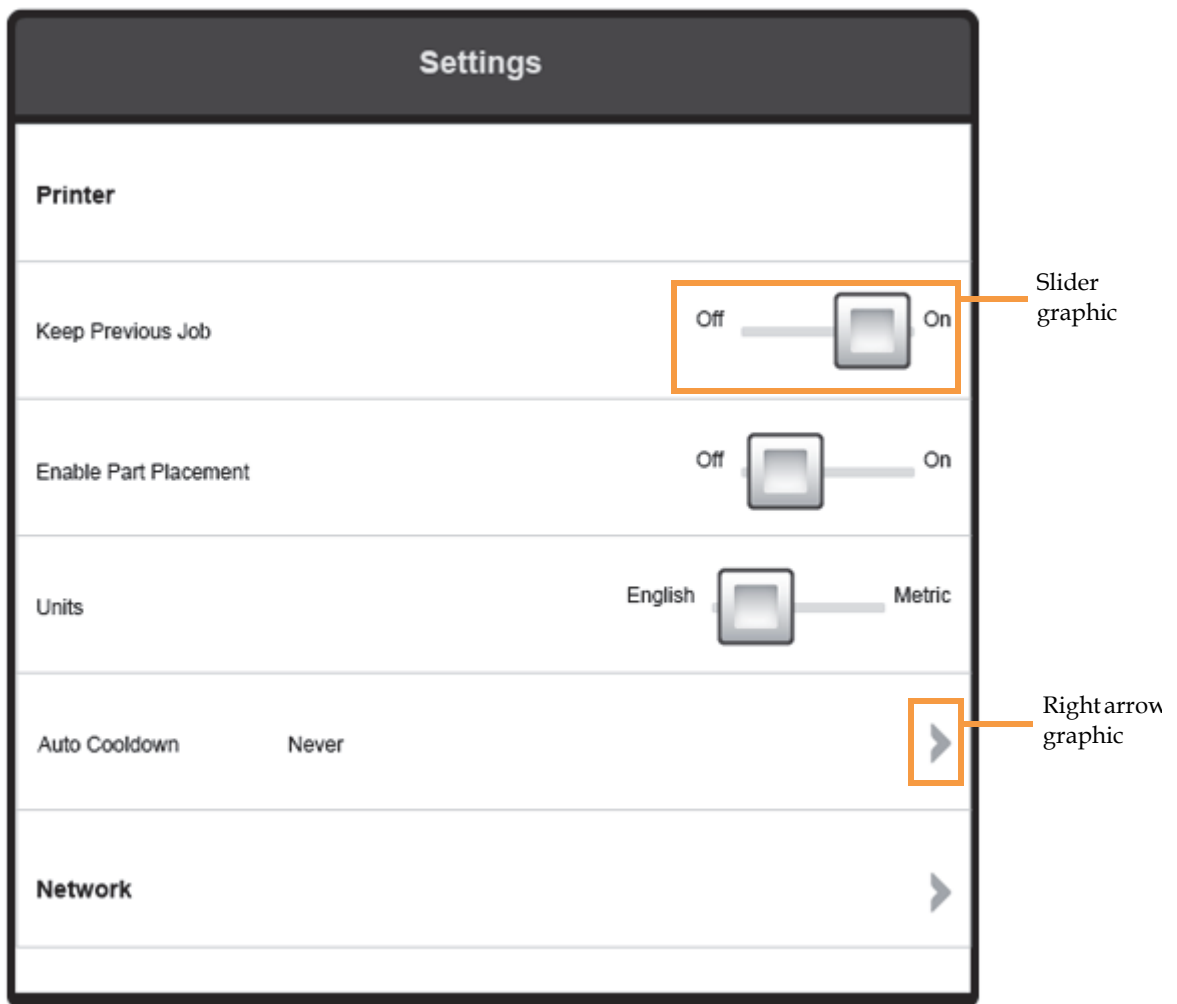 Settings
Printer
Keep Previous Job Off On
Slider
graphic
Enable Part Placement Off On
Units English Metric
Auto Cooldown Never
Right arrow
graphic
Network